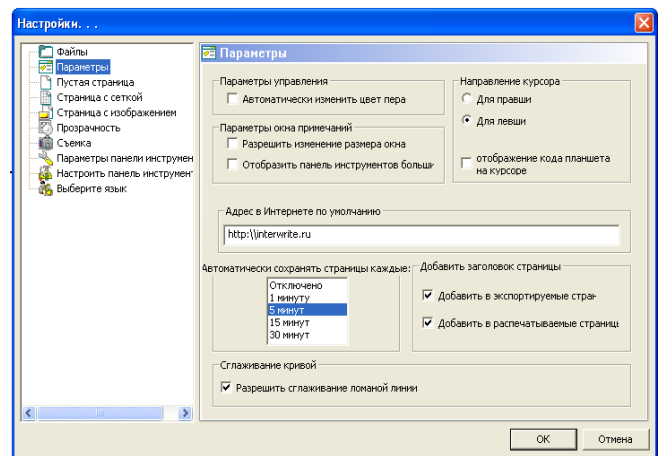 Настройки. . .
Файлы
Параметры
Пустая страница
Страница с сеткой
Страница с изображением
Прозрачность
Съемка
Параметры панели инструмен
Настроить панель инструмент
Выберите язык
Параметры
Параметры управления
Автоматически изменить цвет пера
Параметры окна примечаний
Разрешить изменение размера окна
Отобразить панель инструментов больши
Направление курсора
Для правши
Для левши
отображение кода планшета
на курсоре
Адрес в Интернете по умолчанию
http:\\interwrite.ru
Автоматически сохранять страницы каждые:
Отключено
1 минуту
5 минут
15 минут
30 минут
Добавить заголовок страницы
Добавить в экспортируемые стран
Добавить в распечатываемые страниць
Сглаживание кривой
Разрешить сглаживание ломаной линии
OK
Отмена